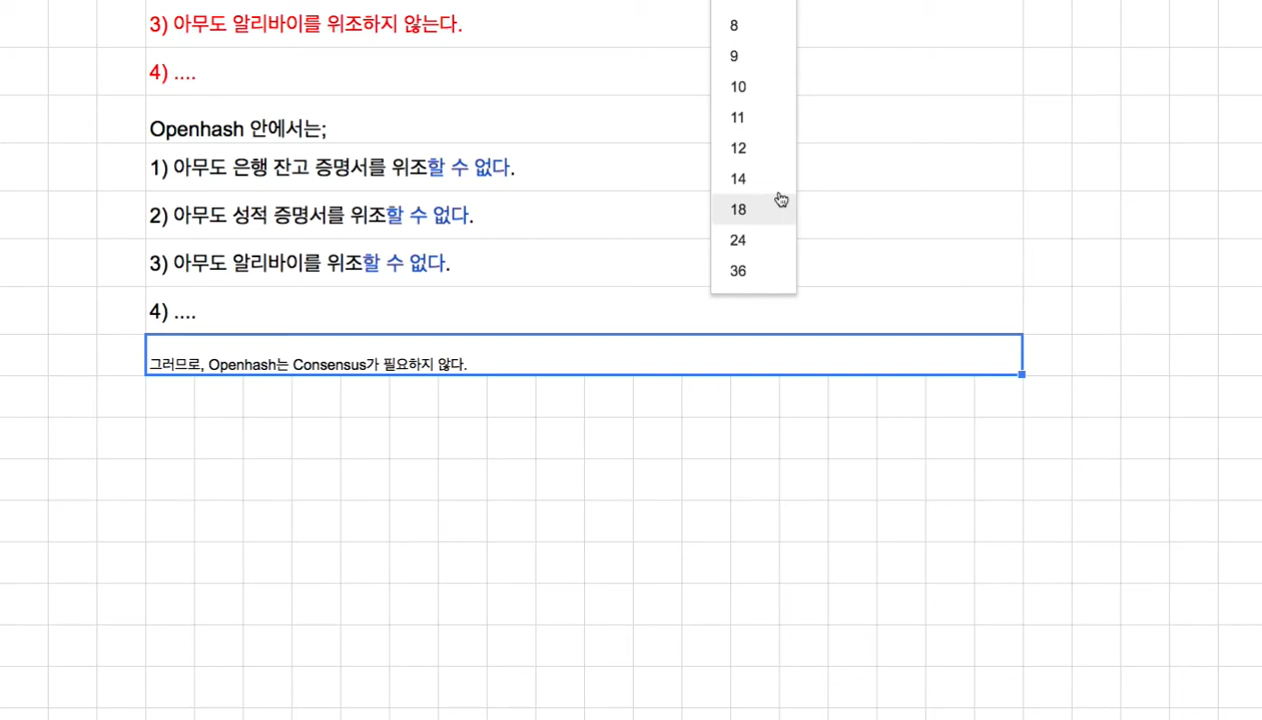 3) 아무도 알리바이를 위조하지 않는다.
4) ....
Openhash 안에서는;
1) 아무도 은행 잔고 증명서를 위조할 수 없다.
2) 아무도 성적 증명서를 위조할 수 없다.
3) 아무도 알리바이를 위조할 수 없다.
4) ....
그러므로, Openhash는 Consensus가 필요하지 않다.
8
9
10
11
12
14
18
24
36